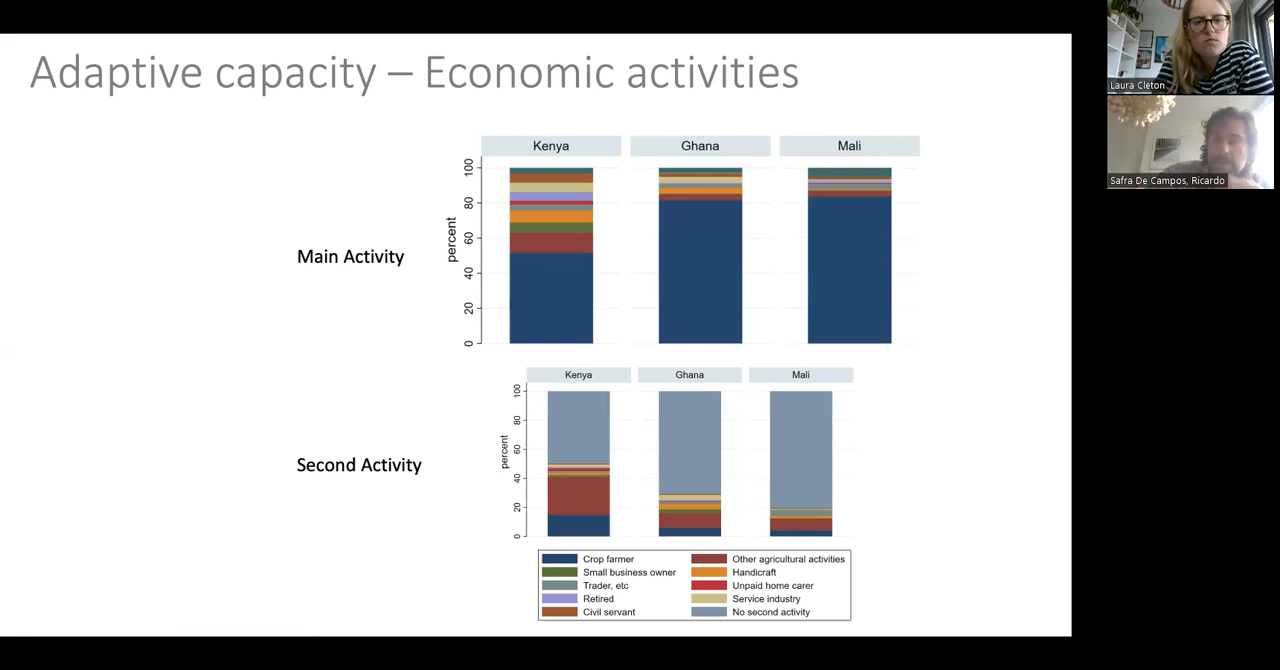 Adaptive capacity – Economic activities
Laura Cleton
Safra De Campos, Ricardo
Main Activity
Kenya
Ghana
Mali
percent
0
20
40
60
80
100
Second Activity
Kenya
Ghana
Mali
percent
0
20
40
60
80
100
Crop farmer
Other agricultural activities
Small business owner
Handicraft
Trader, etc
Unpaid home carer
Retired
Service industry
Civil servant
No second activity